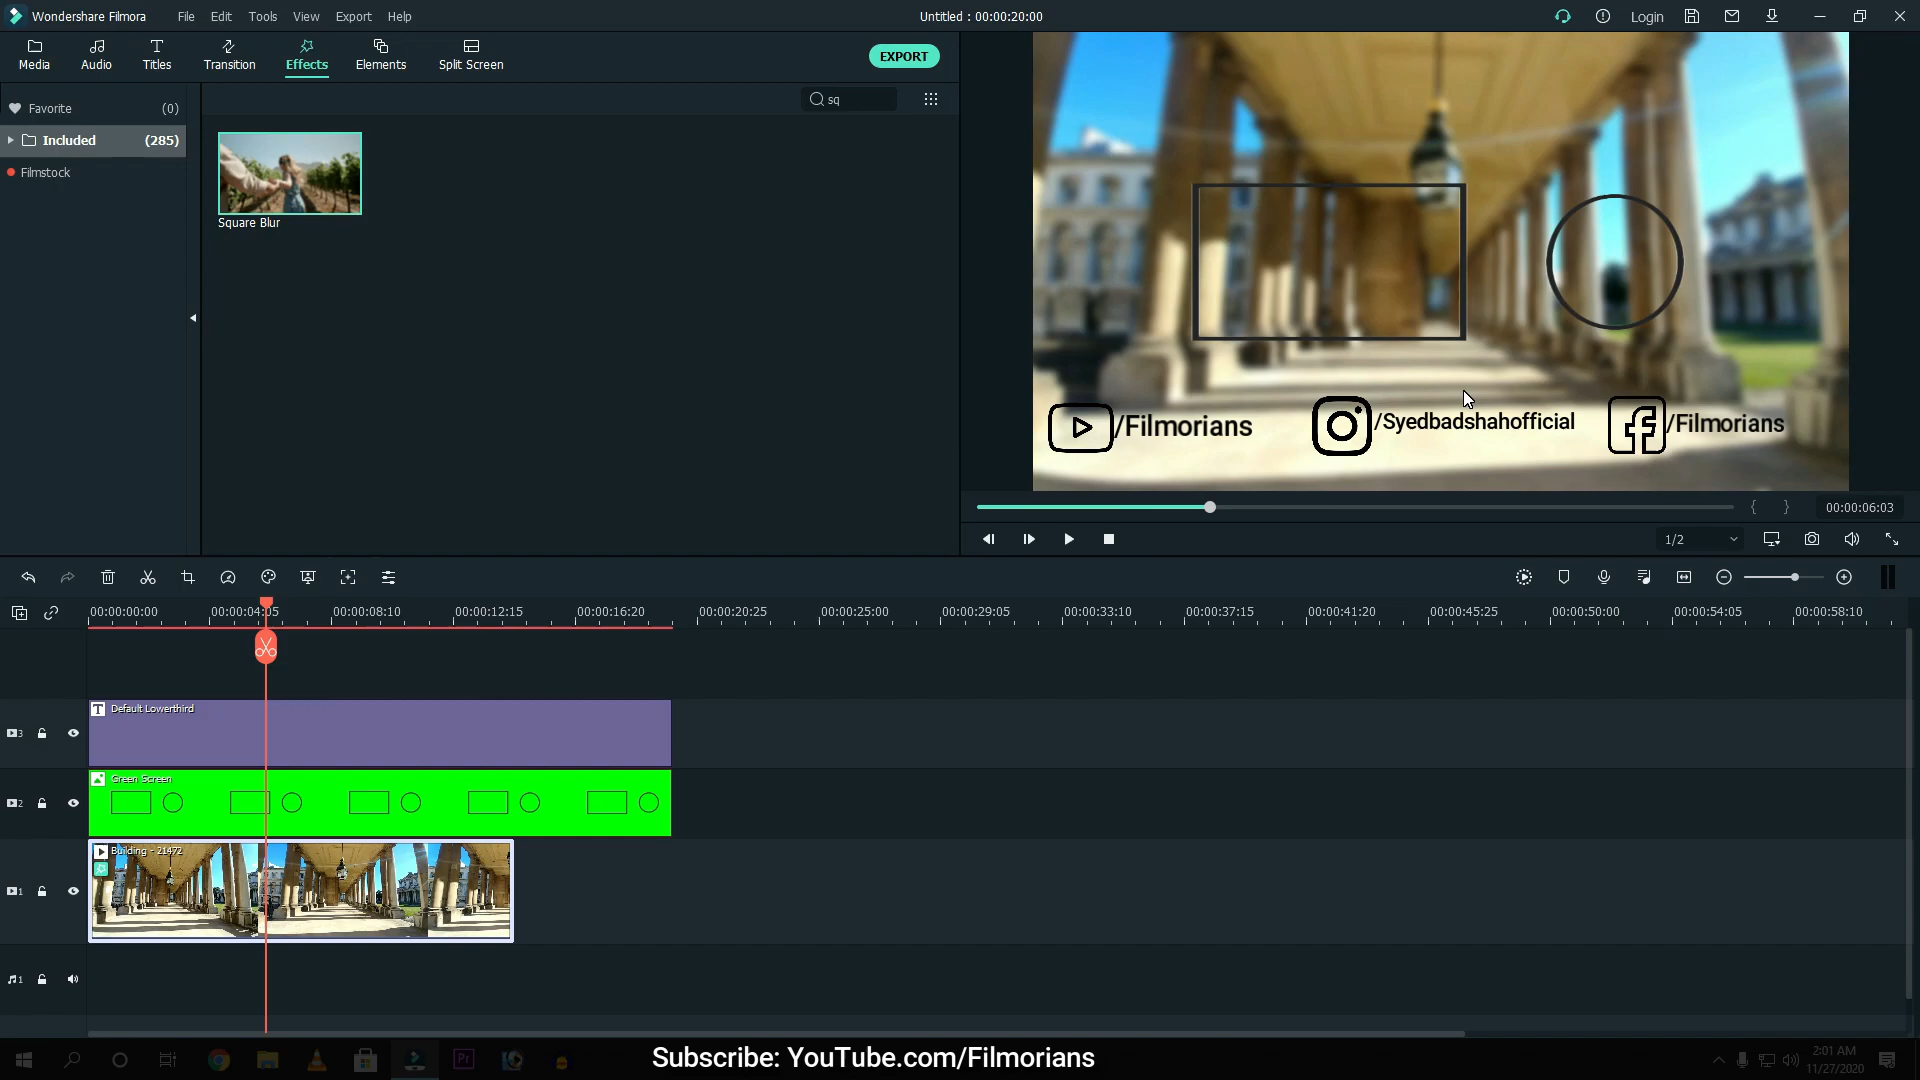 Wondershare Filmora File Edit Tools View Export Help Untitled : 00:00:20:00 Login
Media Audio Titles Transition Effects Elements Split Screen EXPORT
Favorite (0)
sq
Included (285)
Filmstock
Square Blur
/Filmorians /Syedbadshahofficial /Filmorians
{ } 00:00:06:03
1/2
00:00:00:00 00:00:04:05 00:00:08:10 00:00:12:15 00:00:16:20 00:00:20:25 00:00:25:00 00:00:29:05 00:00:33:10 00:00:37:15 00:00:41:20 00:00:45:25 00:00:50:00 00:00:54:05 00:00:58:10
T Default Lowerthird
3
Green Screen
2
Building - 21472
1
1
Pr
Subscribe: YouTube.com/Filmorians
2:01 AM
11/27/2020